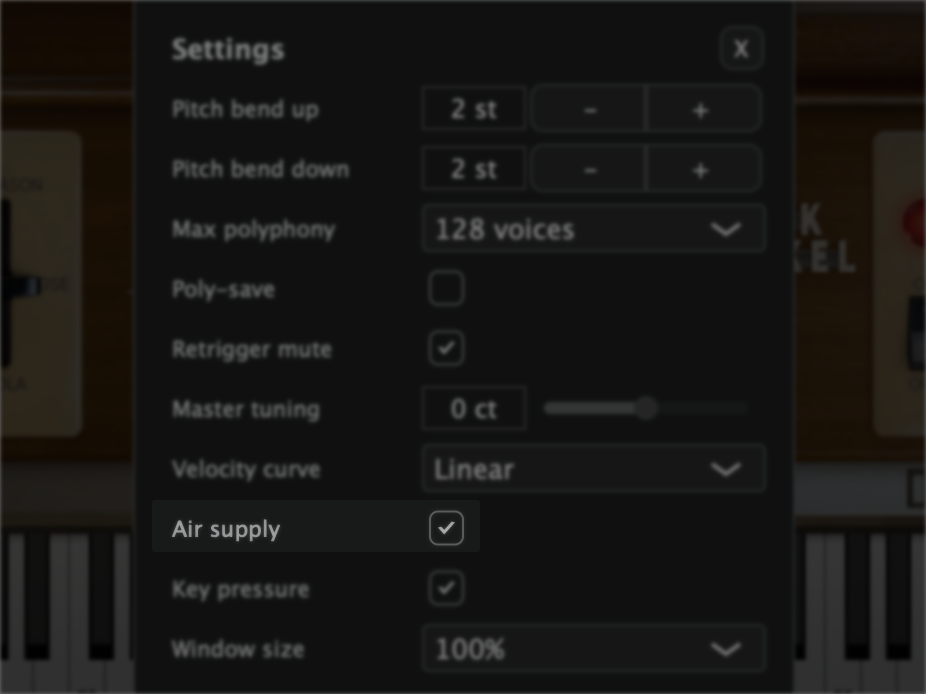 Settings
X
Pitch bend up 2 st - +
Pitch bend down 2 st - +
Max polyphony 128 voices
Poly-save
Retrigger mute
Master tuning 0 ct
Velocity curve Linear
Air supply
Key pressure
Window size 100%